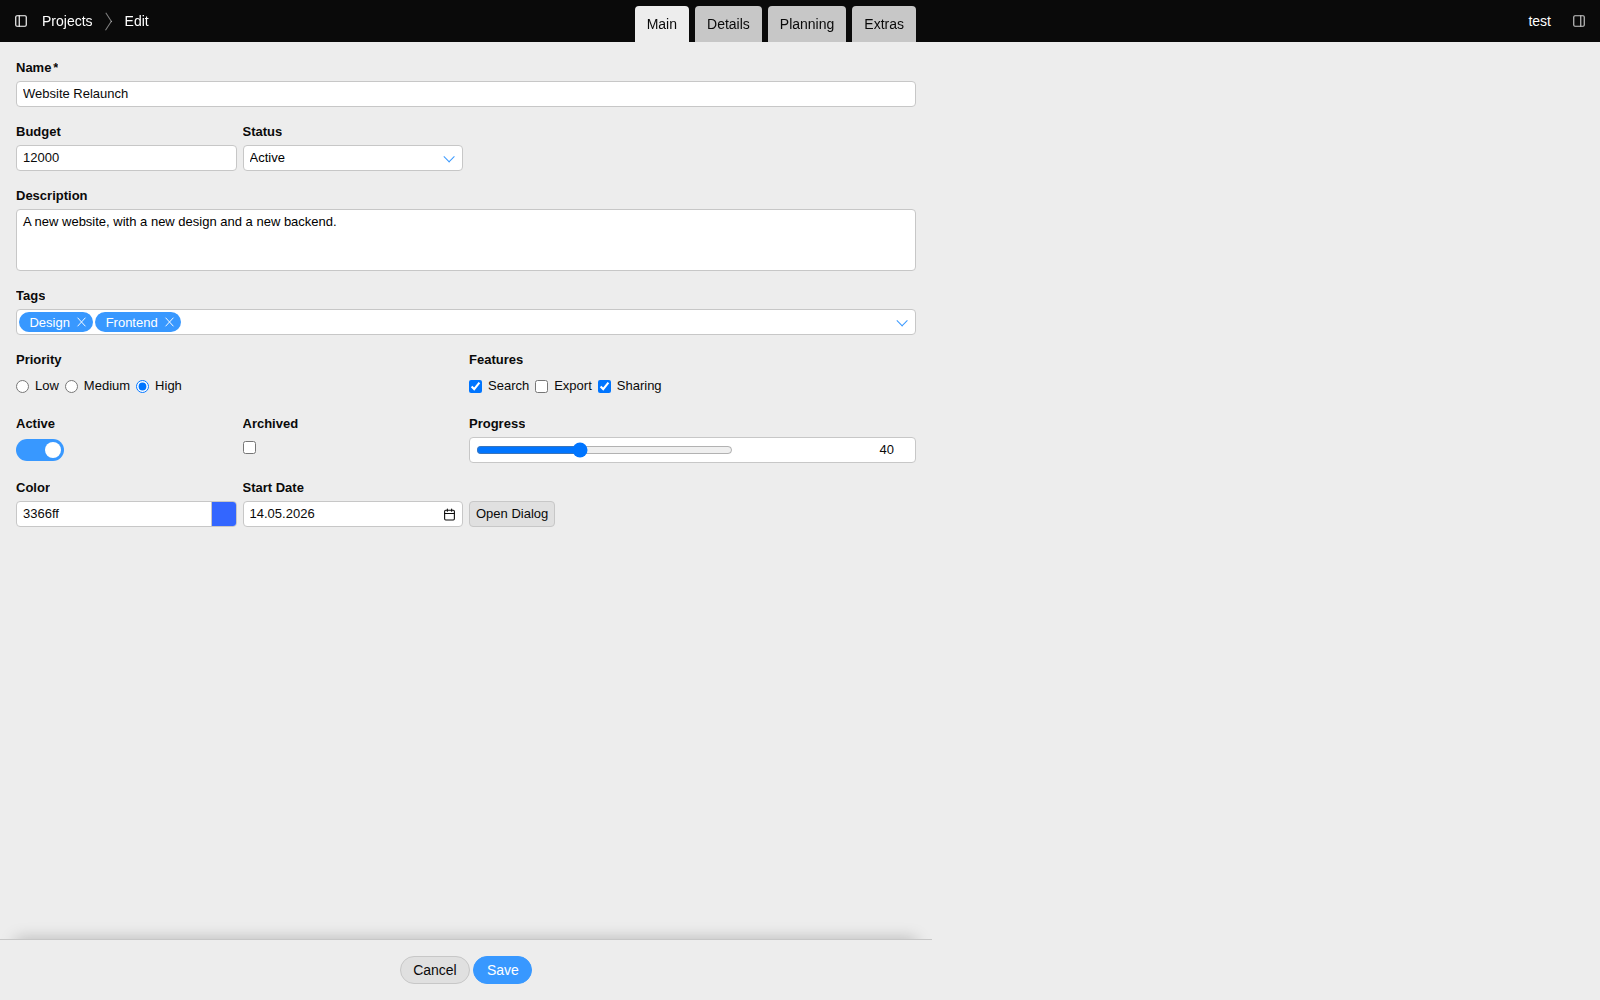 Projects Edit Main Details Planning Extras test
Name*
Website Relaunch
Budget Status
12000 Active
Description
A new website, with a new design and a new backend.
Tags
Design Frontend
Priority Features
Low Medium High Search Export Sharing
Active Archived Progress
40
Color Start Date
3366ff 14.05.2026 Open Dialog
Cancel Save